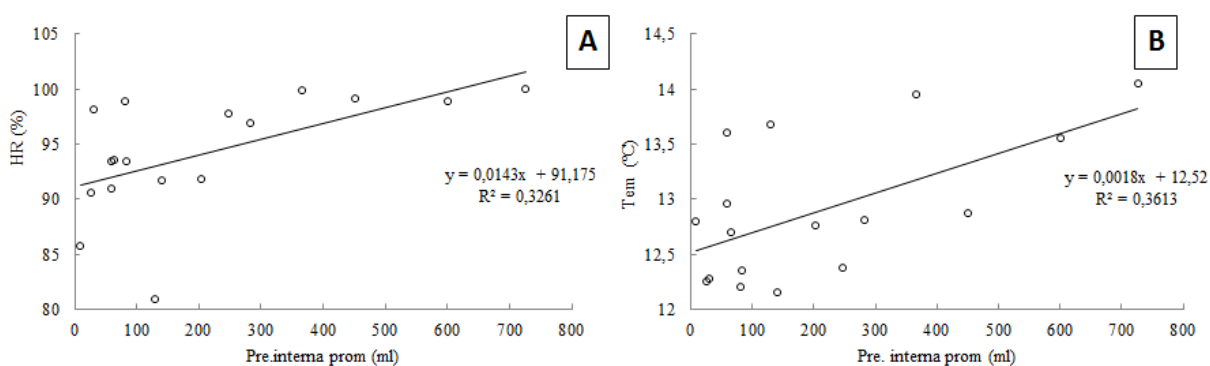 A
105
100
95
90
85
80
HR (%)
y = 0,0143x + 91,175
R² = 0,3261
0 100 200 300 400 500 600 700 800
Pre.interna prom (ml)
B
14,5
14
13,5
13
12,5
12
Tem (ºC)
y = 0,0018x + 12,52
R² = 0,3613
0 100 200 300 400 500 600 700 800
Pre. interna prom (ml)